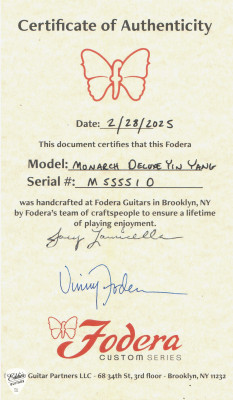 Certificate of Authenticity
Date: 2/28/2025
This document certifies that this Fodera
Model: MONARCH DELUXE YIN YANG
Serial #: M55551D
was handcrafted at Fodera Guitars in Brooklyn, NY
by Fodera's team of craftspeople to ensure a lifetime
of playing enjoyment.
Vinny Fodera
Fodera
CUSTOM SERIES
Guitar Partners LLC - 68 34th St, 3rd floor - Brooklyn, NY 11232